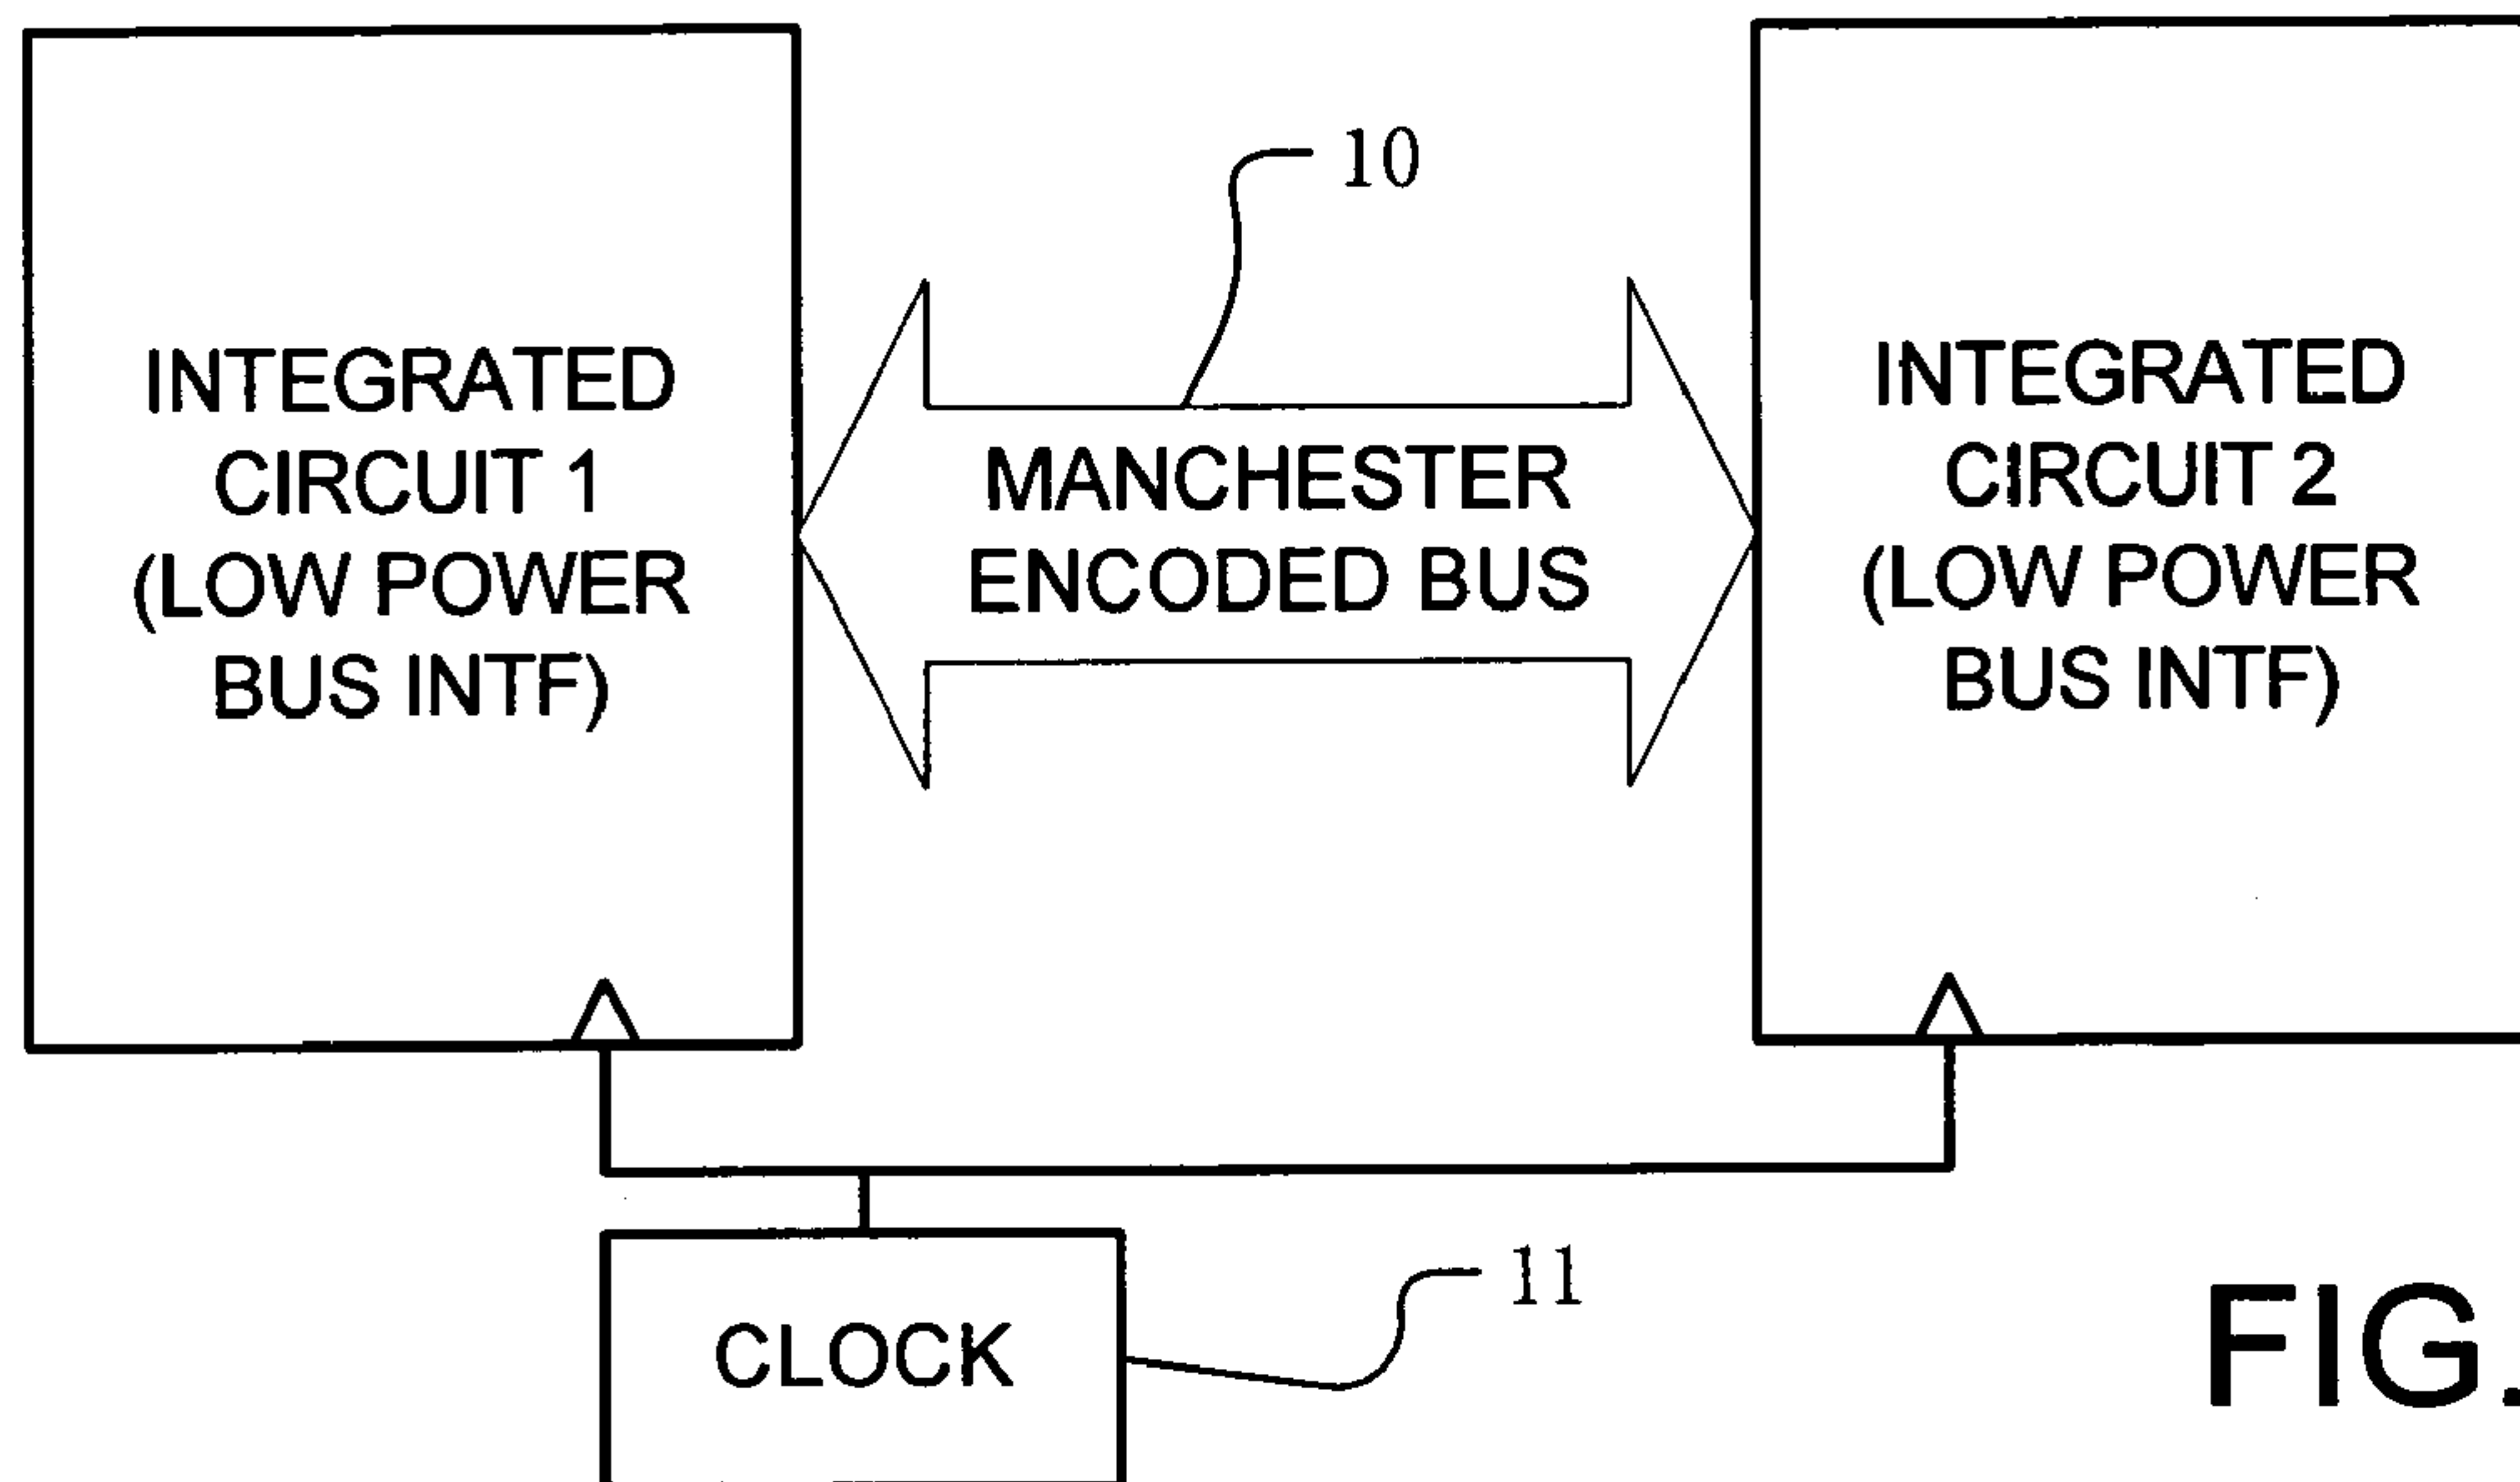 10
INTEGRATED
CIRCUIT 1
(LOW POWER
BUS INTF)
MANCHESTER
ENCODED BUS
INTEGRATED
CIRCUIT 2
(LOW POWER
BUS INTF)
CLOCK
11
FIG.